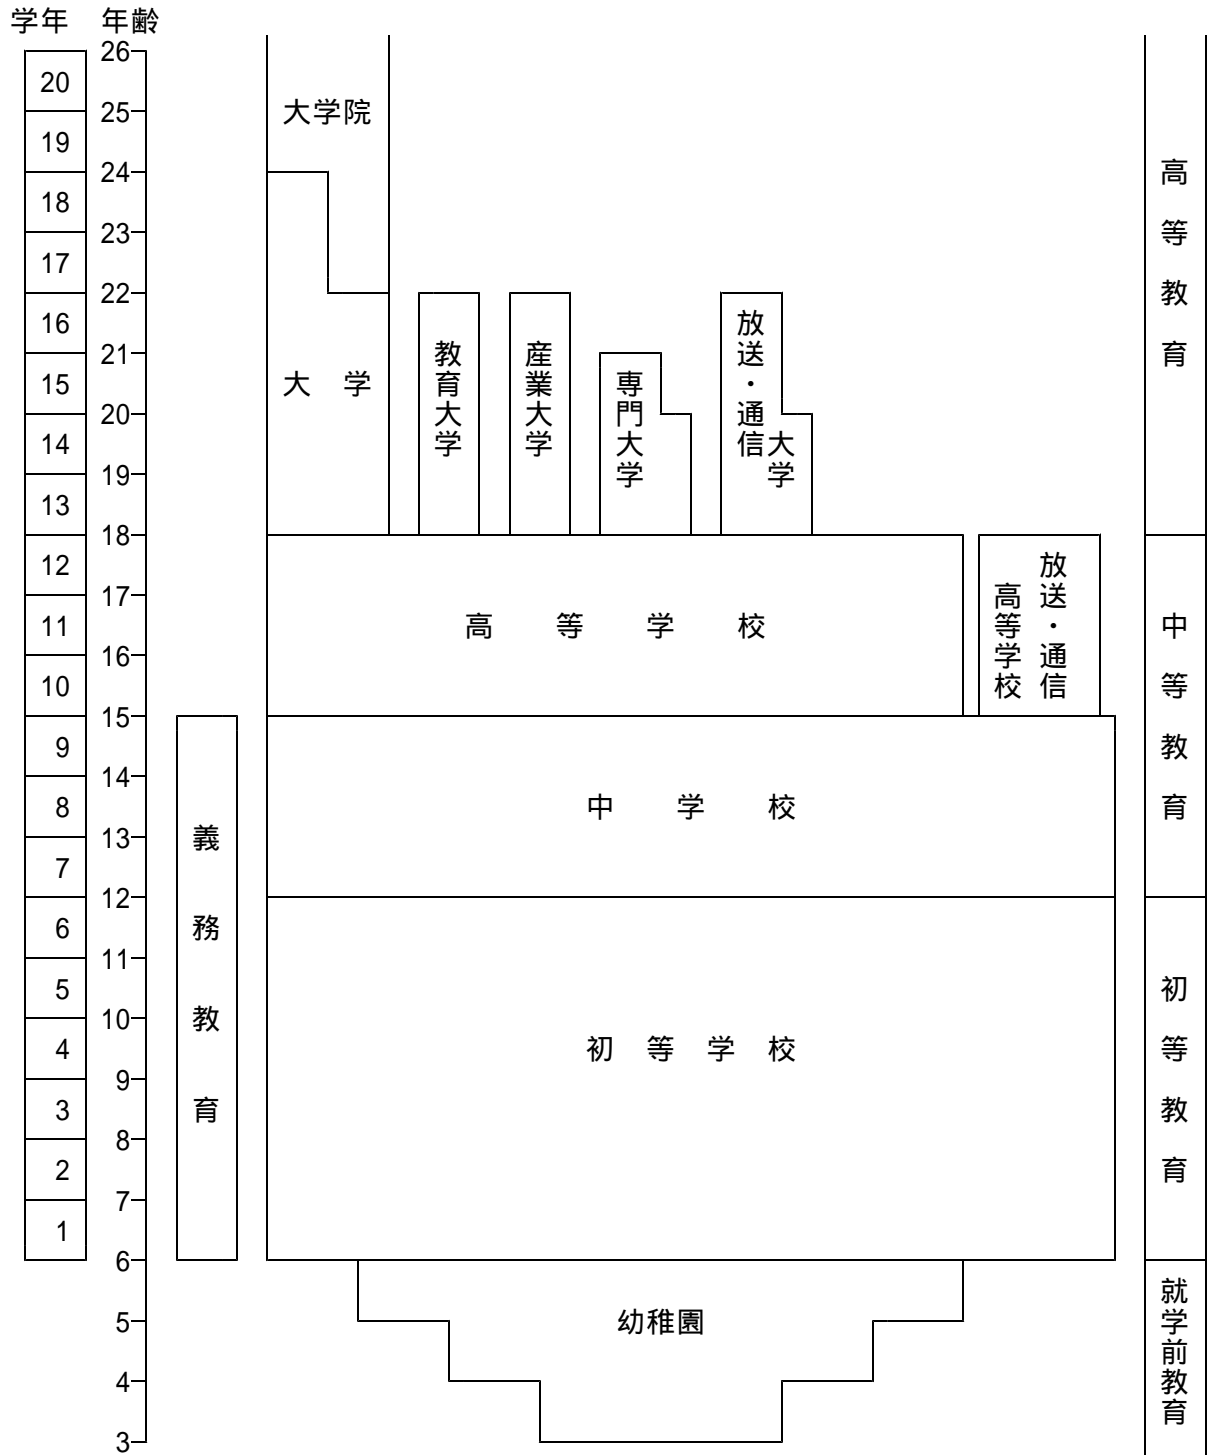 学年 年齢
26
20
25
19
24
18
23
17
22
16
21
15
20
14
19
13
18
12
17
11
16
10
15
9
14
8
13
7
12
6
11
5
10
4
9
3
8
2
7
1
6
5
4
3
義務教育
大学院
大 学
教育大学
産業大学
専門大学
放送・通信
大学
高 等 学 校
放送・通信
高等学校
中 学 校
初 等 学 校
幼稚園
高等教育
中等教育
初等教育
就学前教育